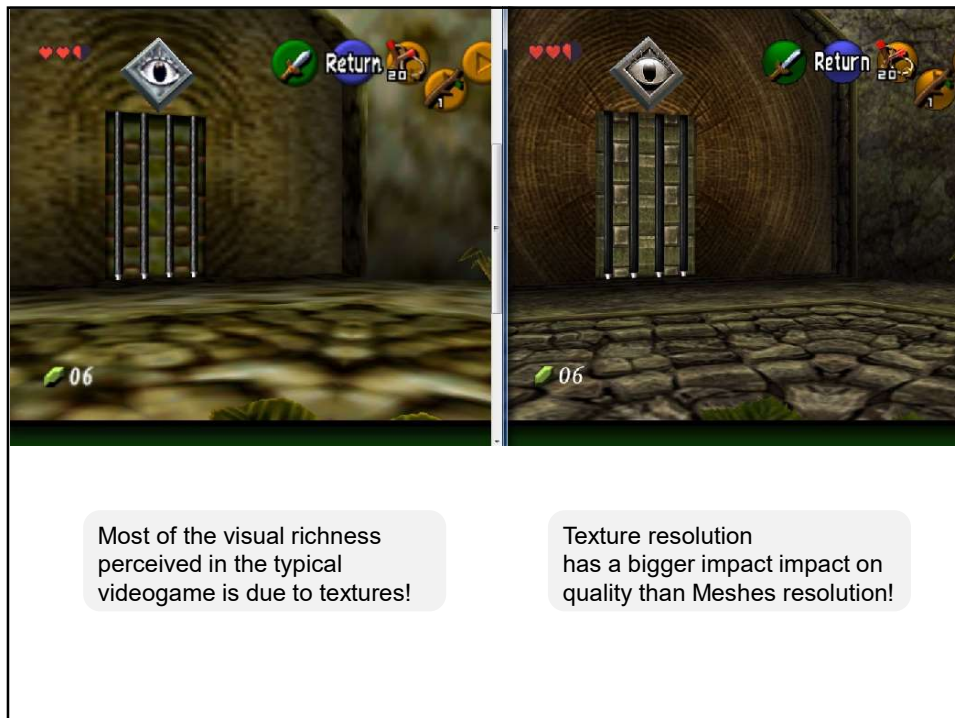 Return
20
1
06
Return
20
1
06
Most of the visual richness
perceived in the typical
videogame is due to textures!
Texture resolution
has a bigger impact impact on
quality than Meshes resolution!